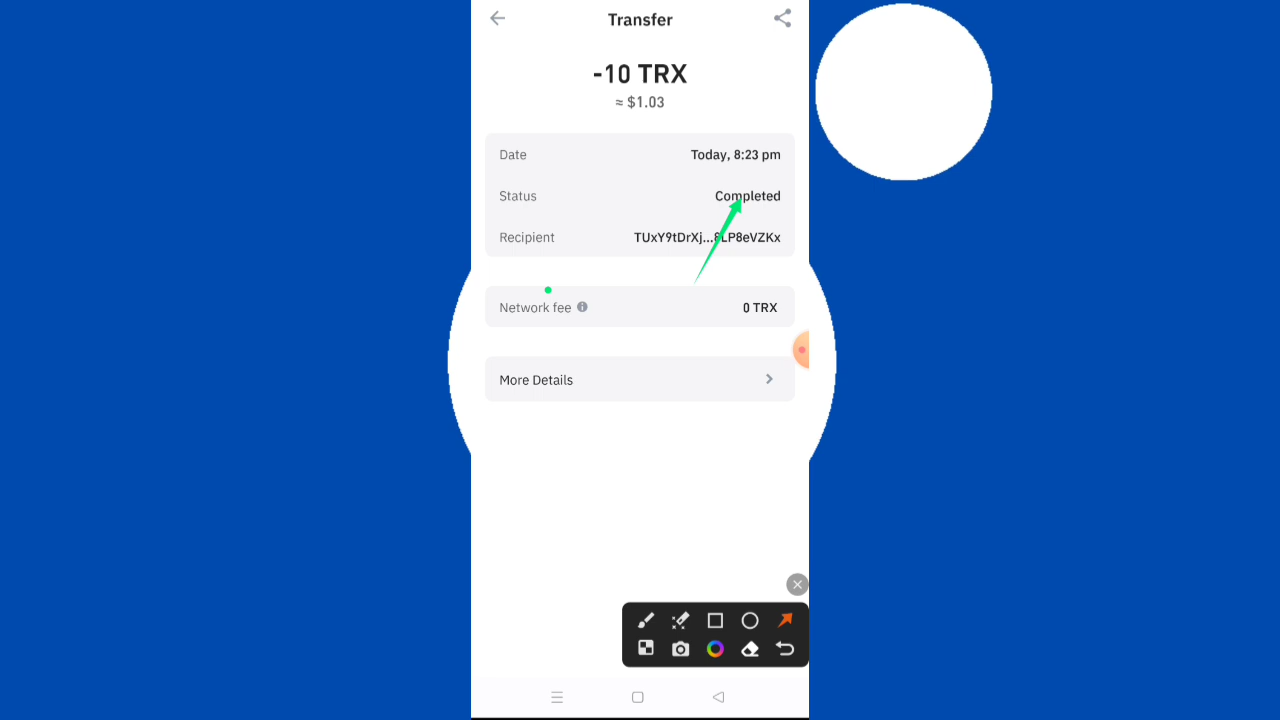 Transfer
-10 TRX
≈ $1.03
Date Today, 8:23 pm
Status Completed
Recipient TUxY9tDrXj...8LP8eVZKx
Network fee 0 TRX
More Details